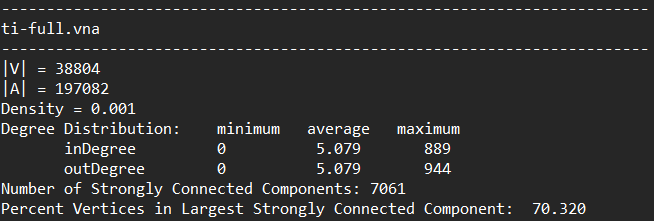 ------------------------------------------------------------------------
ti-full.vna
------------------------------------------------------------------------
|V| = 38804
|A| = 197082
Density = 0.001
Degree Distribution:    minimum   average   maximum
       inDegree         0         5.079       889
       outDegree        0         5.079       944
Number of Strongly Connected Components: 7061
Percent Vertices in Largest Strongly Connected Component:  70.320